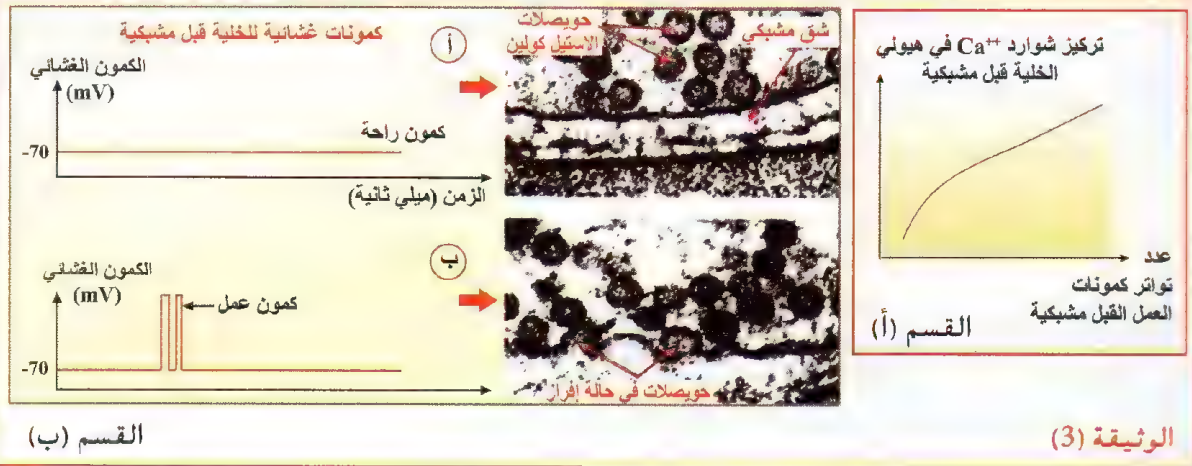 تركيز شوارد Ca++ في هيولي
الخلية قبل مشبكية
عدد
تواتر كمونات
العمل القبل مشبكية
القسم (أ)
حويصلات
الاستيل كولين
شق مشبكي
كمونات غشائية للخلية قبل مشبكية
أ
الكمون الغشائي
(mV)
كمون راحة
-70
الزمن (ميلي ثانية)
ب
الكمون الغشائي
(mV)
كمون عمل
-70
حويصلات في حالة إفراز
الوثيقة (3)
القسم (ب)